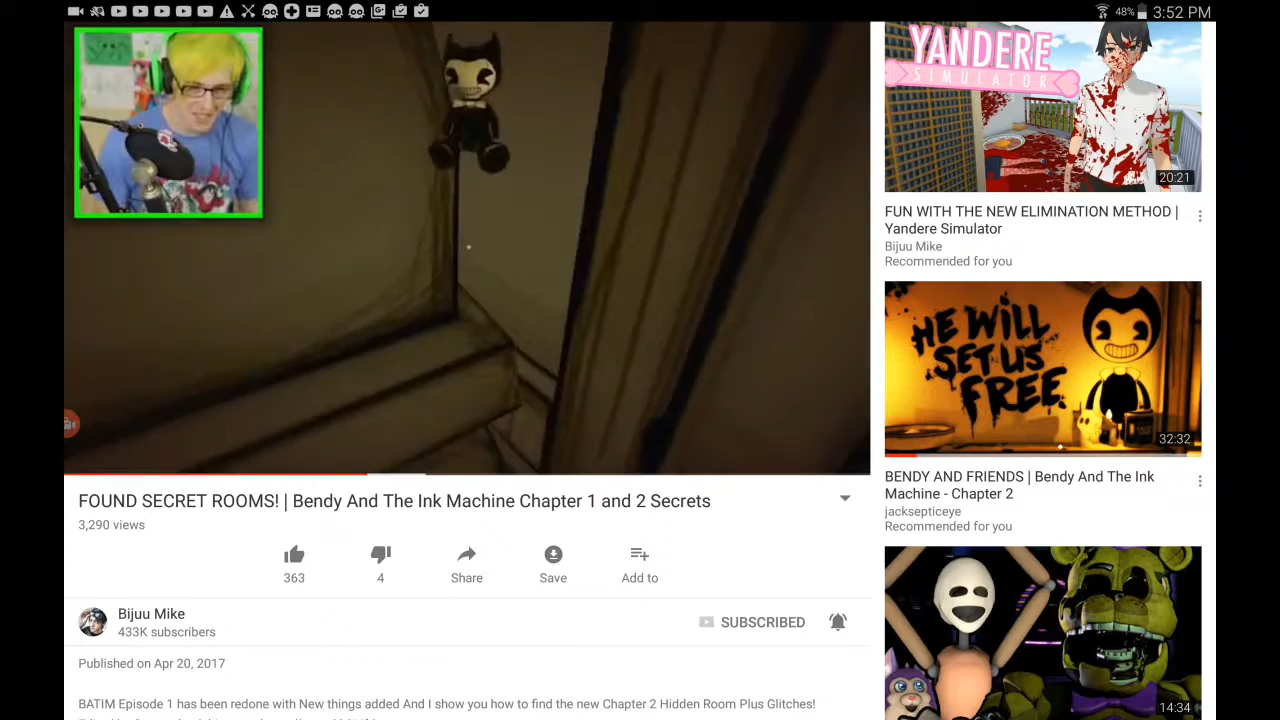 48% 3:52 PM
YANDERE
SIMULATOR
20:21
FUN WITH THE NEW ELIMINATION METHOD |
Yandere Simulator
Bijuu Mike
Recommended for you
HE WILL
SET US
FREE
32:32
BENDY AND FRIENDS | Bendy And The Ink
Machine - Chapter 2
jacksepticeye
Recommended for you
14:34
FOUND SECRET ROOMS! | Bendy And The Ink Machine Chapter 1 and 2 Secrets
3,290 views
363 4 Share Save Add to
Bijuu Mike
433K subscribers
SUBSCRIBED
Published on Apr 20, 2017
BATIM Episode 1 has been redone with New things added And I show you how to find the new Chapter 2 Hidden Room Plus Glitches!